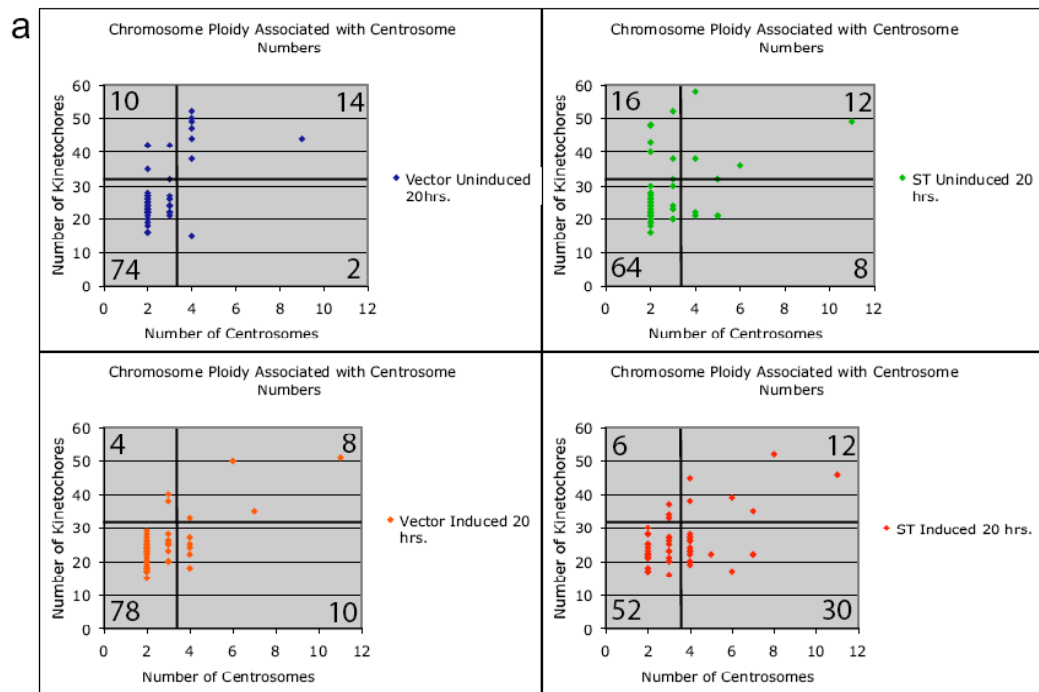 a
Chromosome Ploidy Associated with Centrosome
Numbers
60
50
40
30
20
10
0
10
14
74
2
0 2 4 6 8 10 12
Number of Kinetochores
Number of Centrosomes
Vector Uninduced
20hrs.
Chromosome Ploidy Associated with Centrosome
Numbers
60
50
40
30
20
10
0
16
12
64
8
0 2 4 6 8 10 12
Number of Kinetochores
Number of Centrosomes
ST Uninduced 20
hrs.
Chromosome Ploidy Associated with Centrosome
Numbers
60
50
40
30
20
10
0
4
8
78
10
0 2 4 6 8 10 12
Number of Kinetochores
Number of Centrosomes
Vector Induced 20
hrs.
Chromosome Ploidy Associated with Centrosome
Numbers
60
50
40
30
20
10
0
6
12
52
30
0 2 4 6 8 10 12
Number of Kinetochores
Number of Centrosomes
ST Induced 20 hrs.